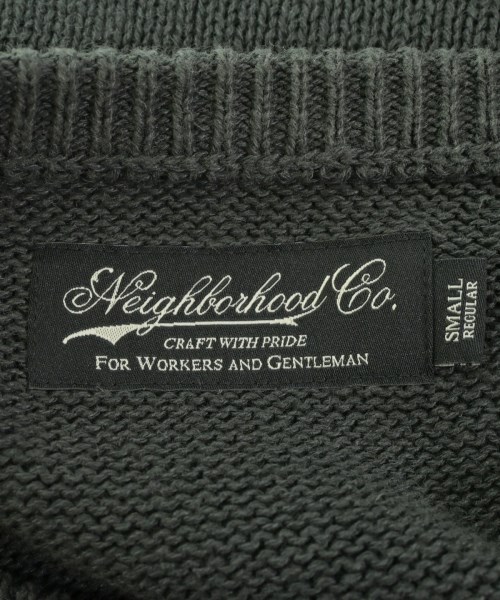 Neighborhood Co.
CRAFT WITH PRIDE
FOR WORKERS AND GENTLEMAN
SMALL
REGULAR